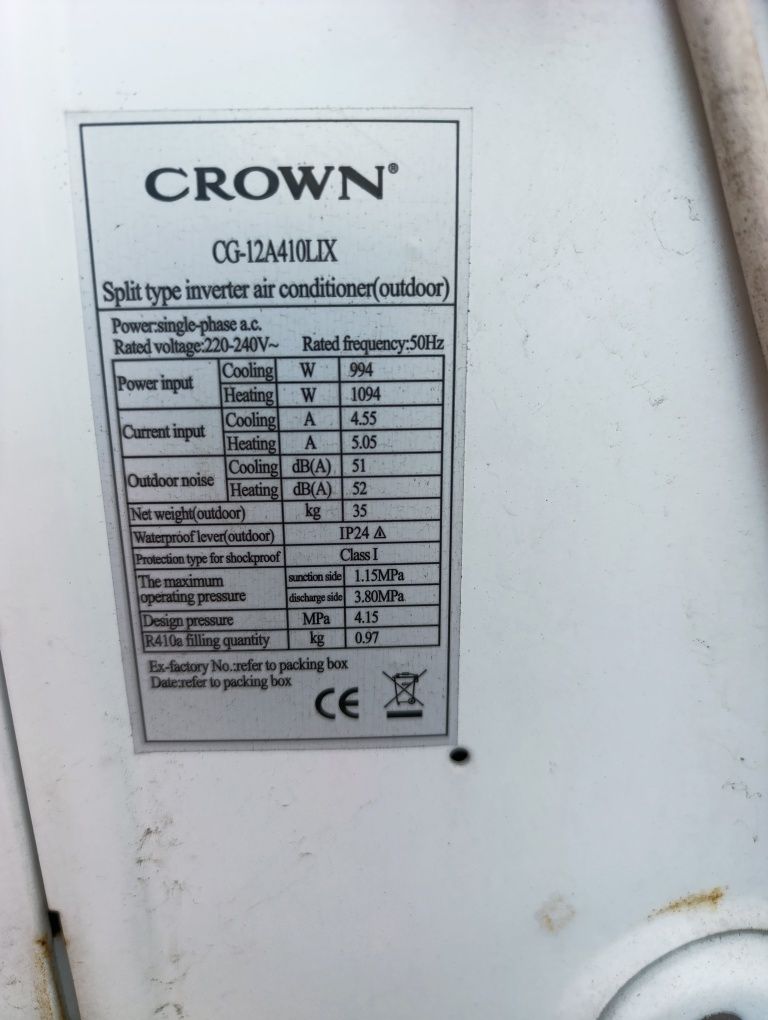 CROWN®
CG-12A410LIX
Split type inverter air conditioner(outdoor)
Power:single-phase a.c.
Rated voltage:220-240V~ Rated frequency:50Hz
Power input Cooling W 994
Heating W 1094
Current input Cooling A 4.55
Heating A 5.05
Outdoor noise Cooling dB(A) 51
Heating dB(A) 52
Net weight(outdoor) kg 35
Waterproof lever(outdoor) IP24 ⚠
Protection type for shockproof Class I
The maximum operating pressure sunction side 1.15MPa
discharge side 3.80MPa
Design pressure MPa 4.15
R410a filling quantity kg 0.97
Ex-factory No.:refer to packing box
Date:refer to packing box
CE